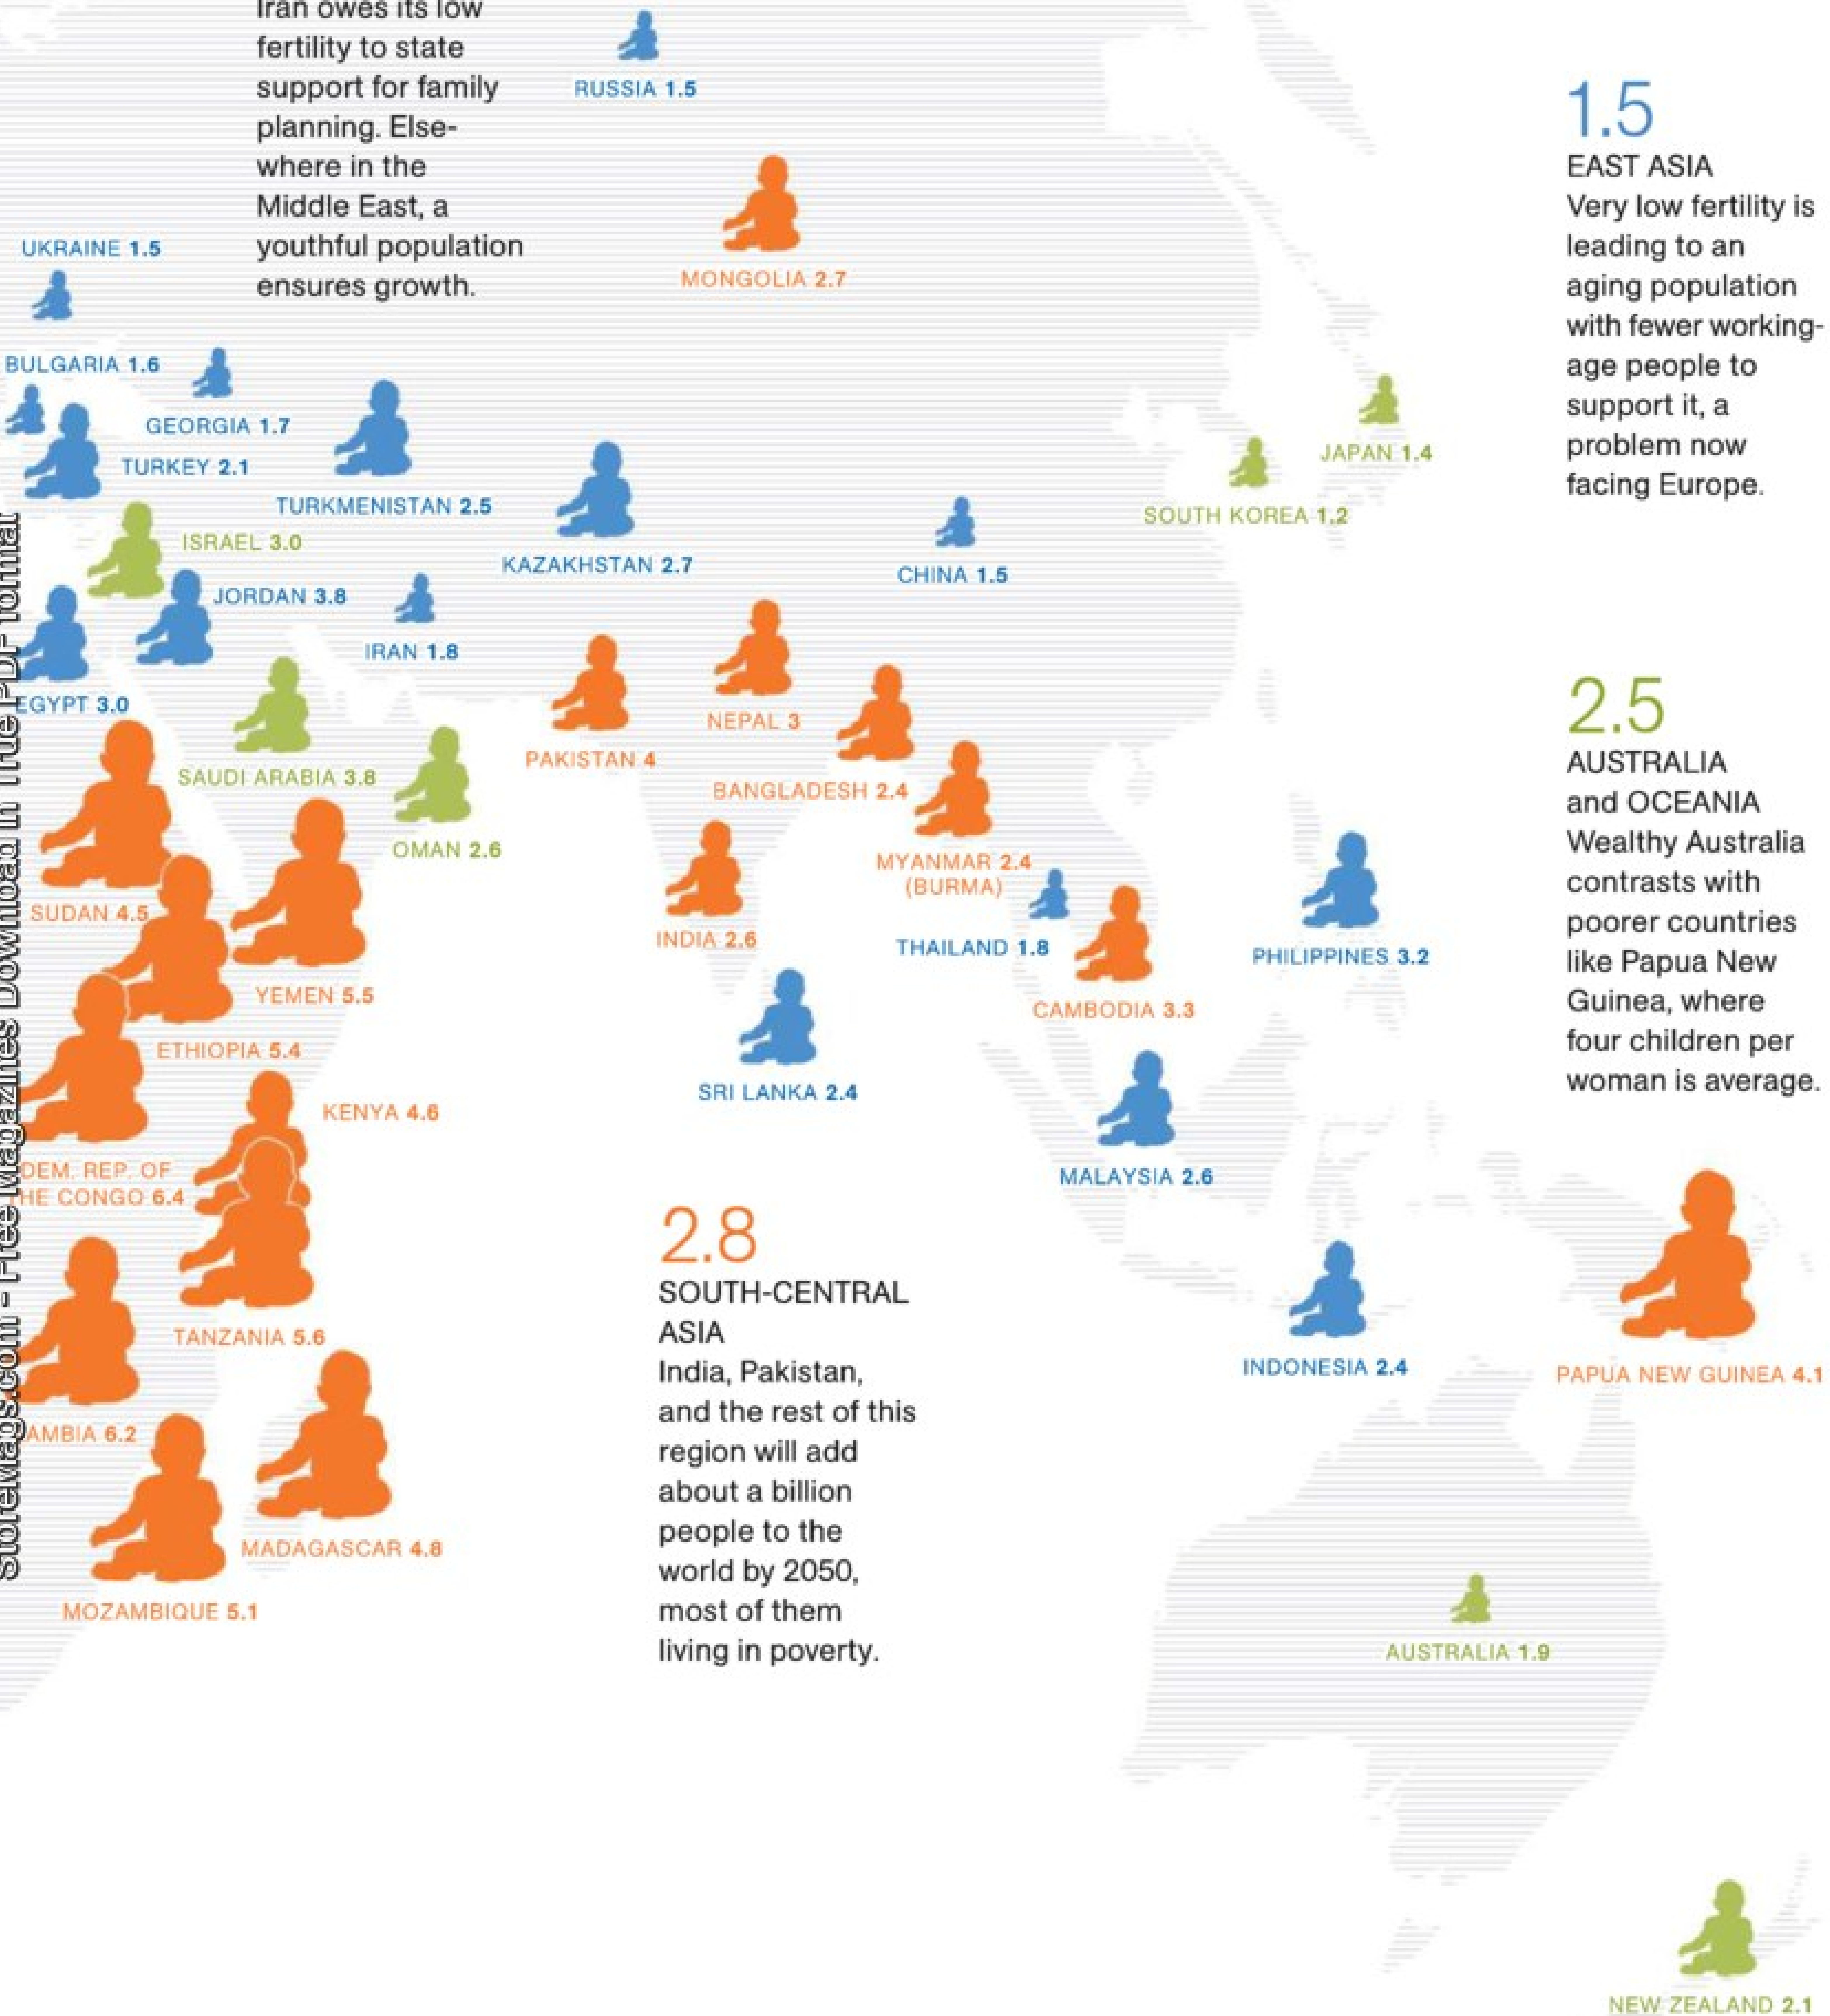 Iran owes its low
fertility to state
support for family
planning. Else-
where in the
Middle East, a
youthful population
ensures growth.
RUSSIA 1.5
MONGOLIA 2.7
UKRAINE 1.5
BULGARIA 1.6
GEORGIA 1.7
TURKEY 2.1
TURKMENISTAN 2.5
ISRAEL 3.0
KAZAKHSTAN 2.7
JORDAN 3.8
IRAN 1.8
EGYPT 3.0
CHINA 1.5
JAPAN 1.4
SOUTH KOREA 1.2
1.5
EAST ASIA
Very low fertility is
leading to an
aging population
with fewer working-
age people to
support it, a
problem now
facing Europe.
SAUDI ARABIA 3.8
OMAN 2.6
PAKISTAN 4
NEPAL 3
BANGLADESH 2.4
MYANMAR 2.4
(BURMA)
INDIA 2.6
THAILAND 1.8
CAMBODIA 3.3
PHILIPPINES 3.2
SUDAN 4.5
YEMEN 5.5
ETHIOPIA 5.4
SRI LANKA 2.4
KENYA 4.6
DEM. REP. OF
HE CONGO 6.4
MALAYSIA 2.6
2.5
AUSTRALIA
and OCEANIA
Wealthy Australia
contrasts with
poorer countries
like Papua New
Guinea, where
four children per
woman is average.
TANZANIA 5.6
INDONESIA 2.4
PAPUA NEW GUINEA 4.1
AMBIA 6.2
MADAGASCAR 4.8
MOZAMBIQUE 5.1
2.8
SOUTH-CENTRAL
ASIA
India, Pakistan,
and the rest of this
region will add
about a billion
people to the
world by 2050,
most of them
living in poverty.
AUSTRALIA 1.9
NEW ZEALAND 2.1
StoreMags.com - Free Magazines Download in True PDF format